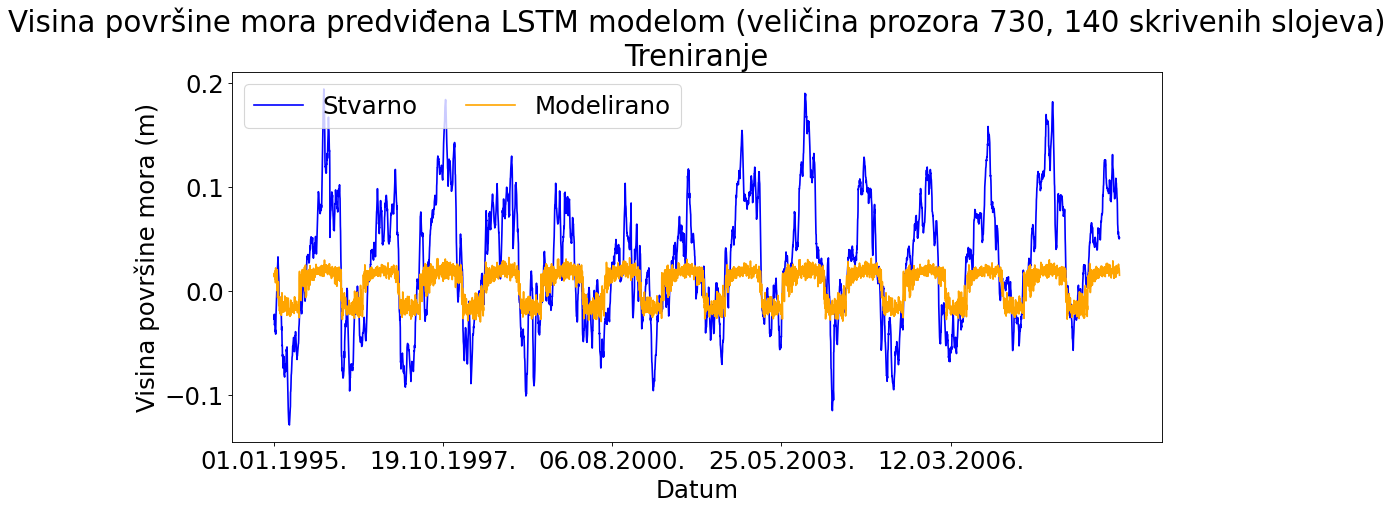 Visina površine mora predviđena LSTM modelom (veličina prozora 730, 140 skrivenih slojeva)
Treniranje
Stvarno Modelirano
Visina površine mora (m)
0.2
0.1
0.0
−0.1
01.01.1995. 19.10.1997. 06.08.2000. 25.05.2003. 12.03.2006.
Datum